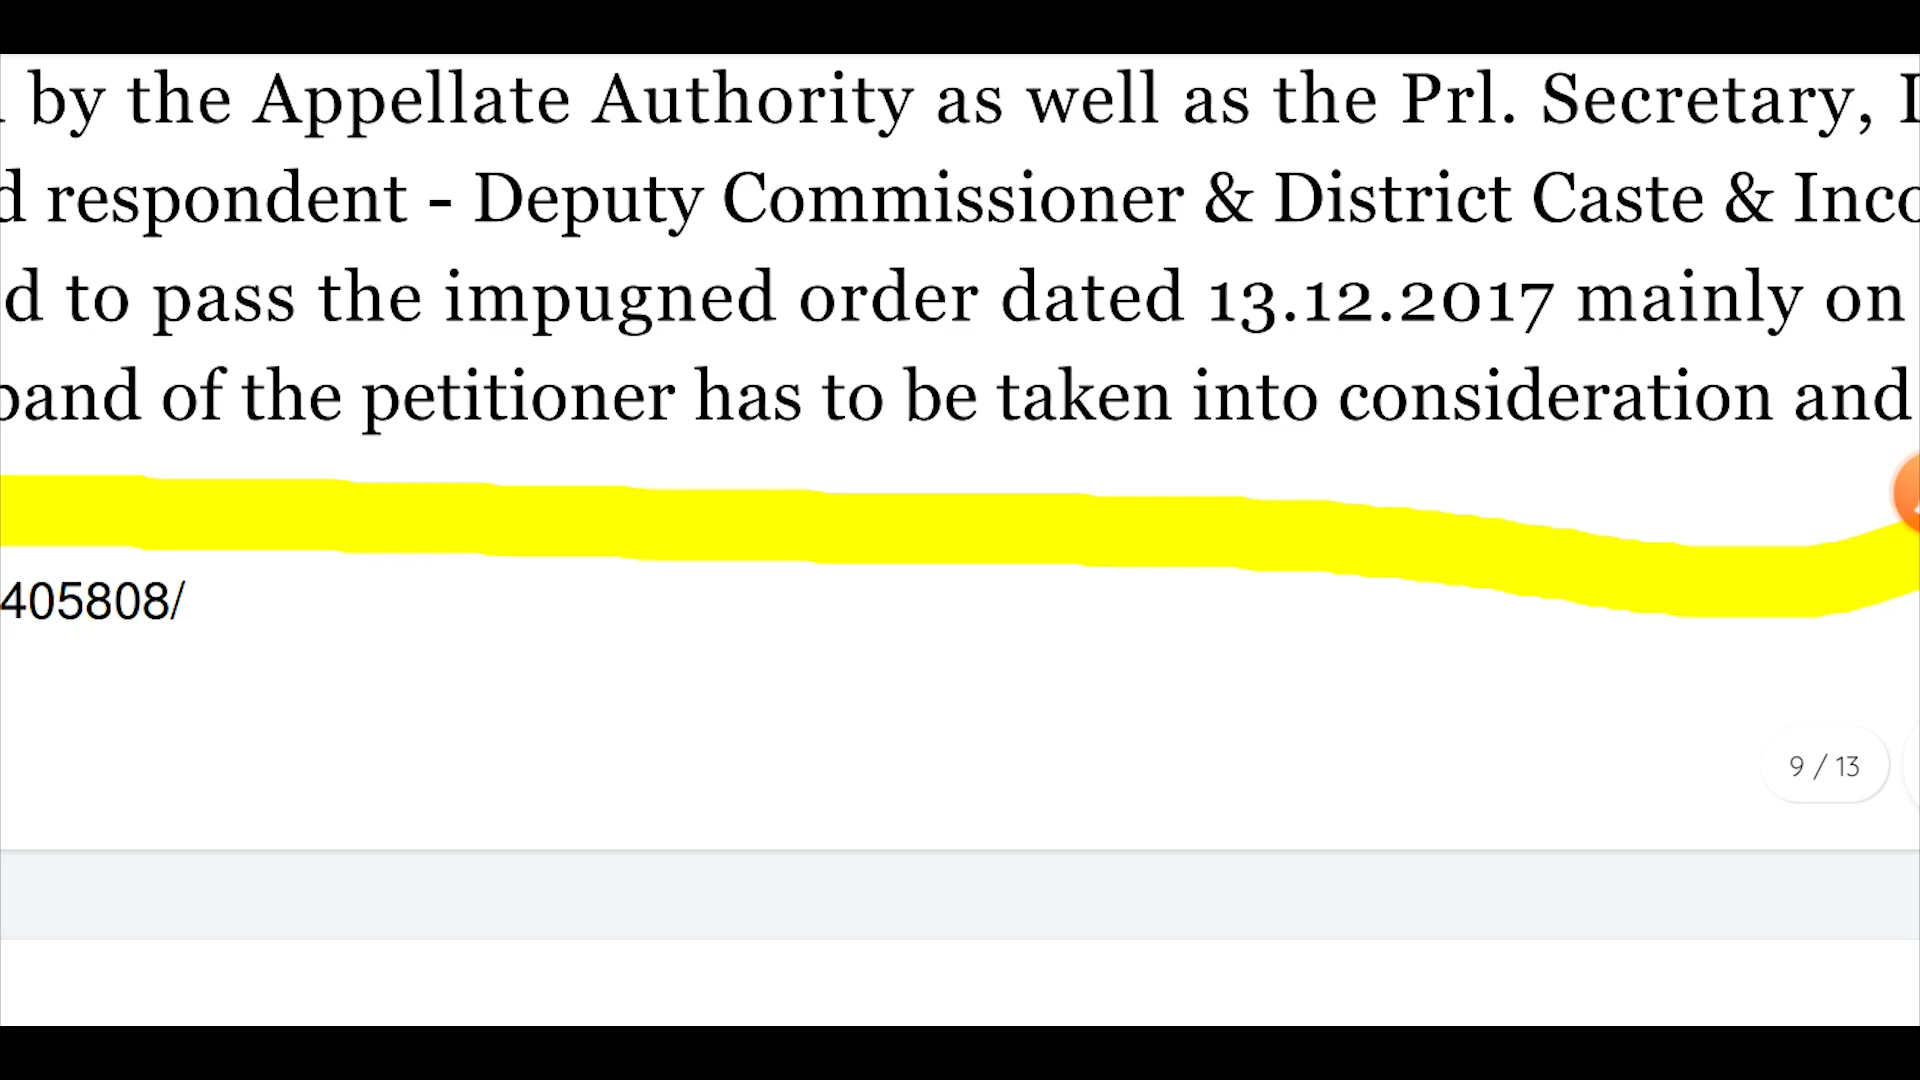 by the Appellate Authority as well as the Prl. Secretary,
respondent - Deputy Commissioner & District Caste &
to pass the impugned order dated 13.12.2017 mainly on
of the petitioner has to be taken into consideration and
405808/
9 / 13